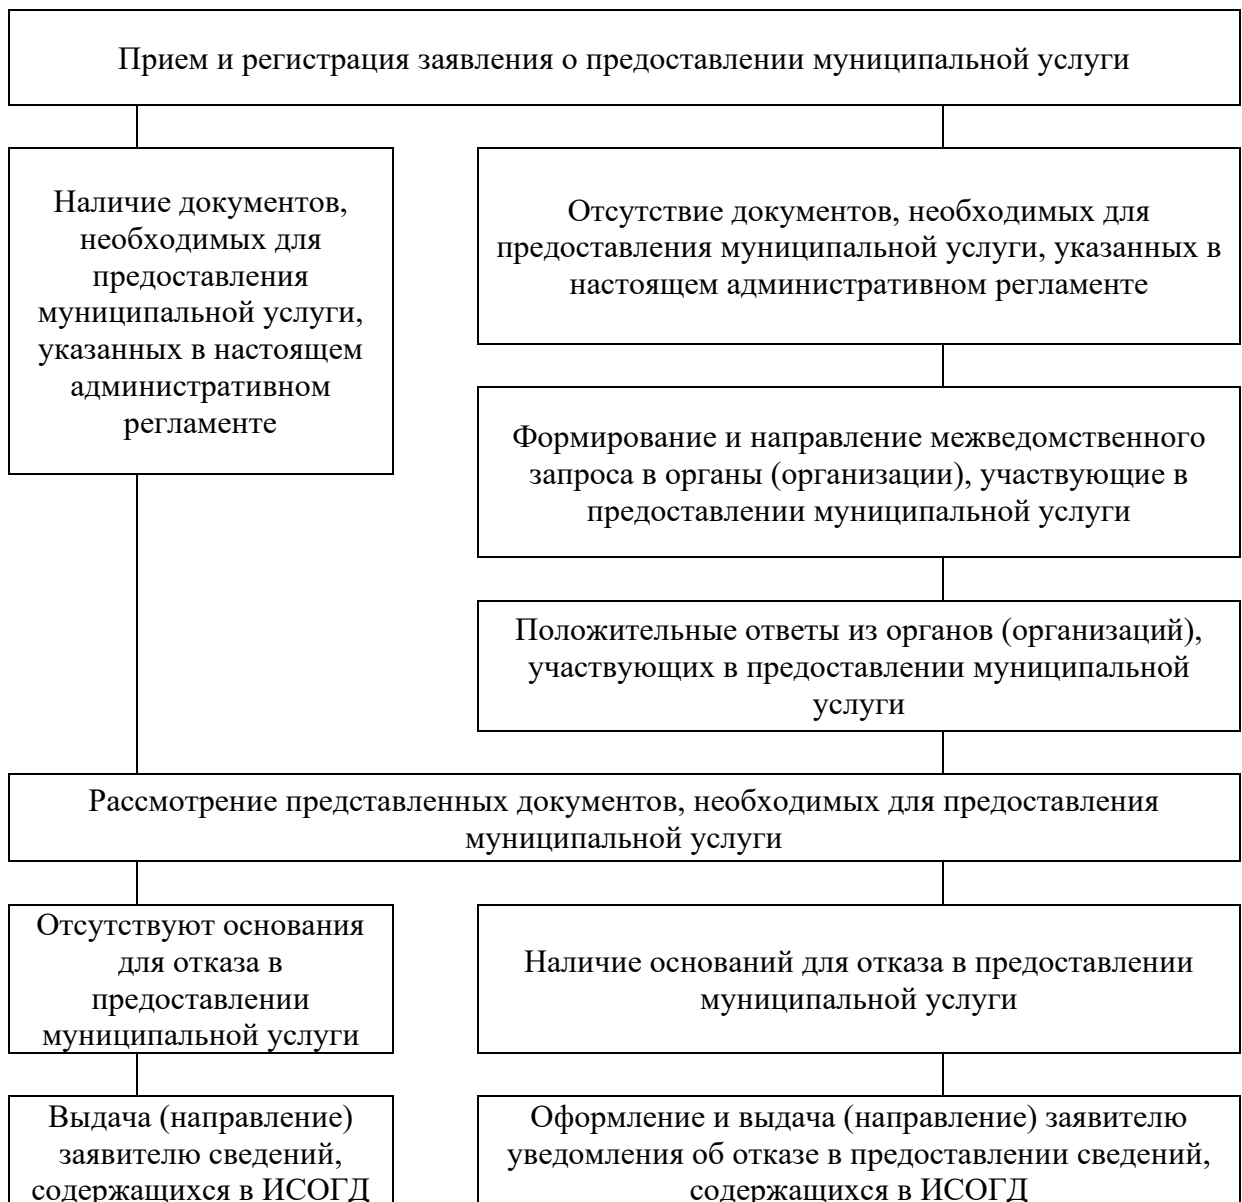 Прием и регистрация заявления о предоставлении муниципальной услуги
Наличие документов,
необходимых для
предоставления
муниципальной услуги,
указанных в настоящем
административном
регламенте
Отсутствие документов, необходимых для
предоставления муниципальной услуги, указанных в
настоящем административном регламенте
Формирование и направление межведомственного
запроса в органы (организации), участвующие в
предоставлении муниципальной услуги
Положительные ответы из органов (организаций),
участвующих в предоставлении муниципальной
услуги
Рассмотрение представленных документов, необходимых для предоставления
муниципальной услуги
Отсутствуют основания
для отказа в
предоставлении
муниципальной услуги
Наличие оснований для отказа в предоставлении
муниципальной услуги
Выдача (направление)
заявителю сведений,
содержащихся в ИСОГД
Оформление и выдача (направление) заявителю
уведомления об отказе в предоставлении сведений,
содержащихся в ИСОГД